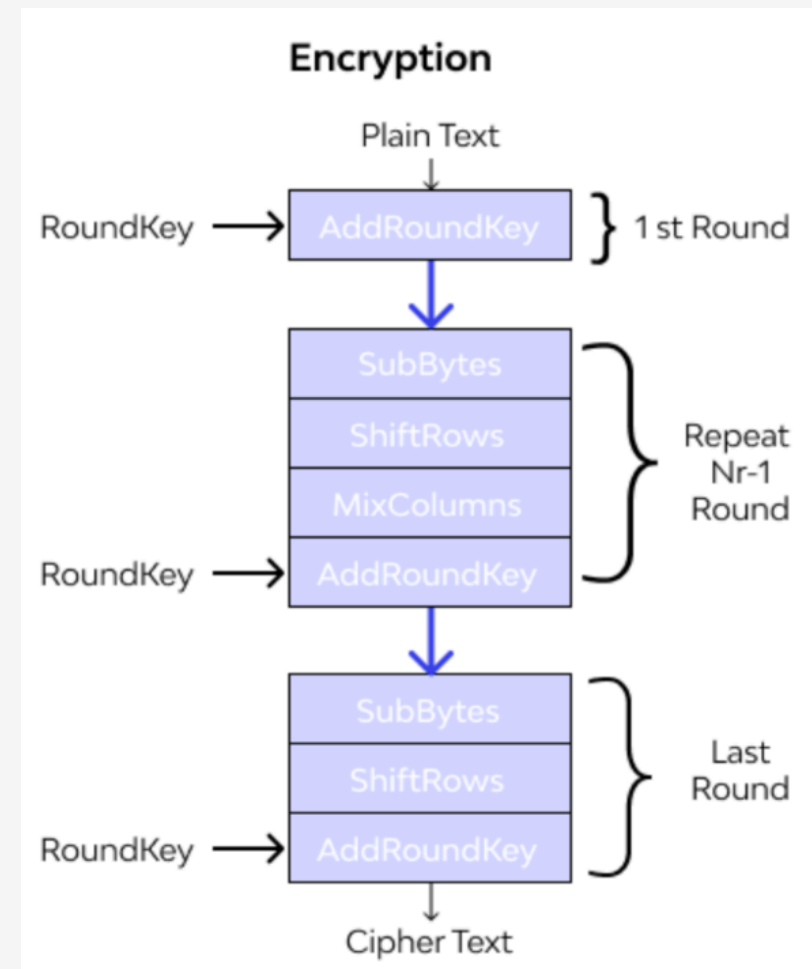 Encryption
Plain Text
RoundKey
AddRoundKey
1 st Round
SubBytes
ShiftRows
MixColumns
RoundKey
AddRoundKey
Repeat
Nr-1
Round
SubBytes
ShiftRows
RoundKey
AddRoundKey
Last
Round
Cipher Text